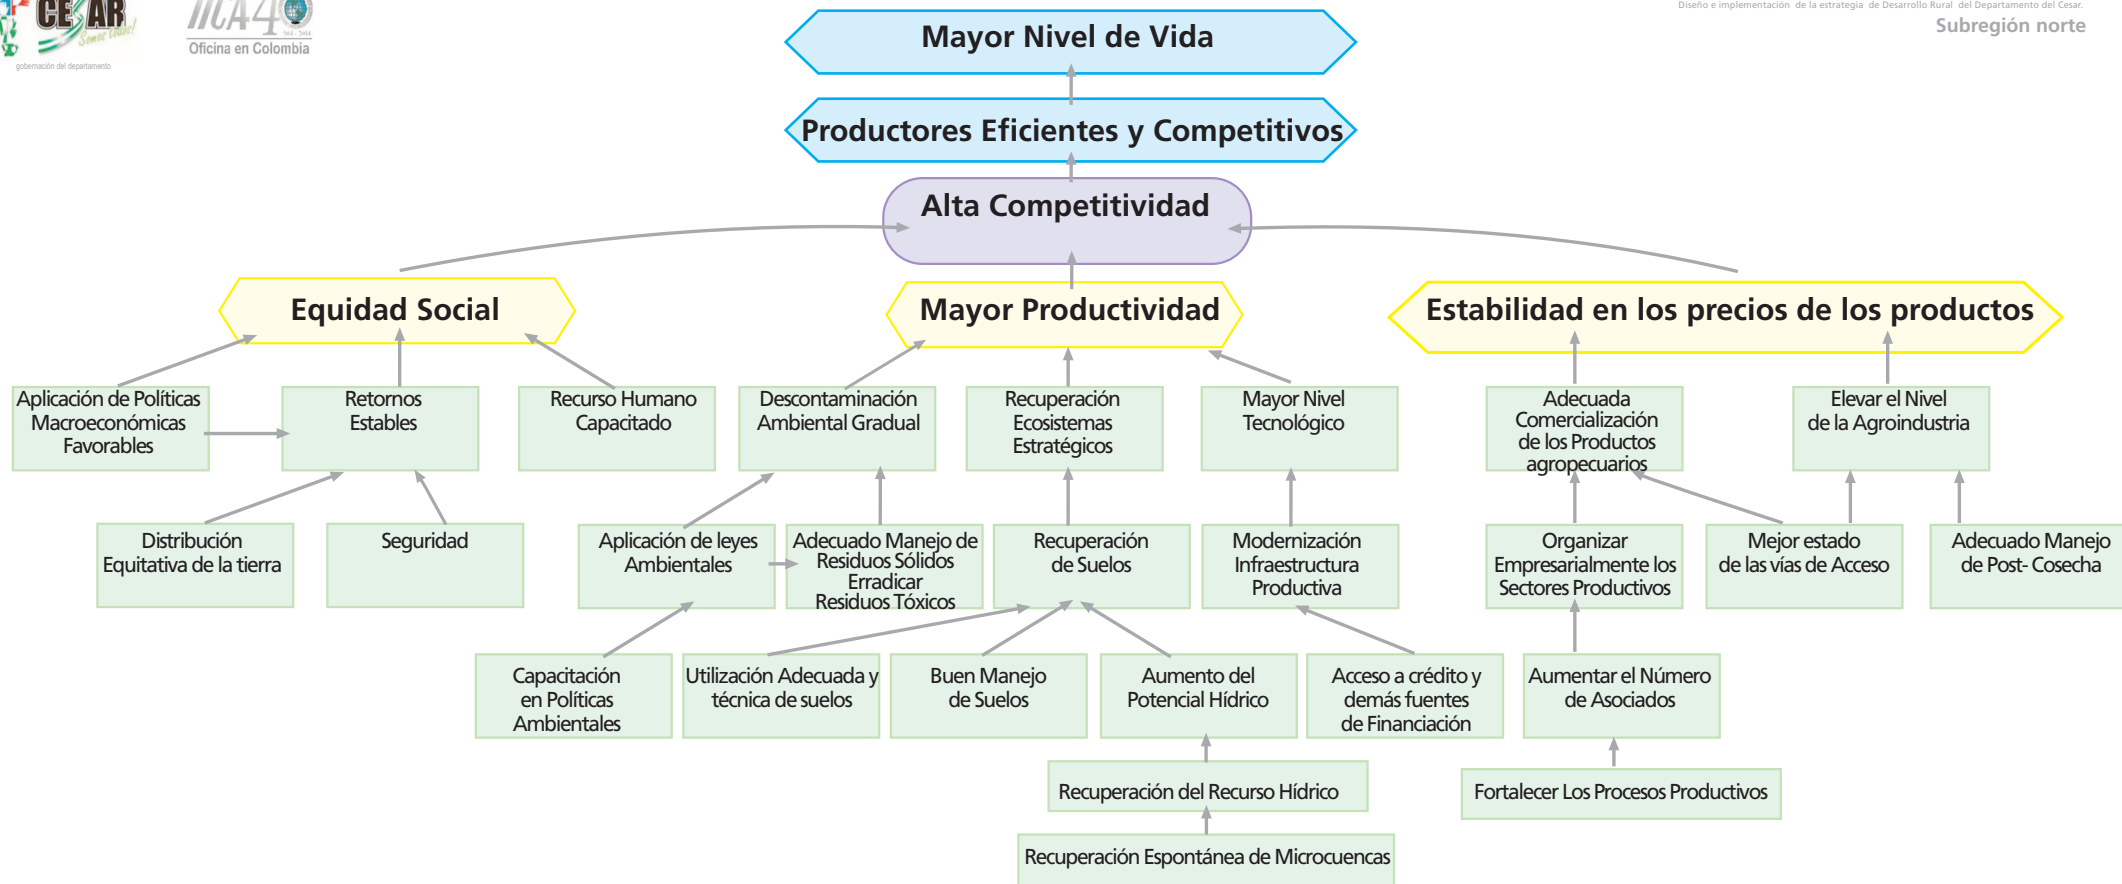 CESAR
Somos todos!
gobernación del departamento
IICA40
Oficina en Colombia
Diseño e implementación de la estrategia de Desarrollo Rural del Departamento del Cesar.
Subregión norte
Mayor Nivel de Vida
Productores Eficientes y Competitivos
Alta Competitividad
Equidad Social
Mayor Productividad
Estabilidad en los precios de los productos
Aplicación de Políticas
Macroeconómicas
Favorables
Retornos
Estables
Recurso Humano
Capacitado
Descontaminación
Ambiental Gradual
Recuperación
Ecosistemas
Estratégicos
Mayor Nivel
Tecnológico
Adecuada
Comercialización
de los Productos
agropecuarios
Elevar el Nivel
de la Agroindustria
Distribución
Equitativa de la tierra
Seguridad
Aplicación de leyes
Ambientales
Adecuado Manejo de
Residuos Sólidos
Erradicar
Residuos Tóxicos
Recuperación
de Suelos
Modernización
Infraestructura
Productiva
Organizar
Empresarialmente los
Sectores Productivos
Mejor estado
de las vías de Acceso
Adecuado Manejo
de Post- Cosecha
Capacitación
en Políticas
Ambientales
Utilización Adecuada y
técnica de suelos
Buen Manejo
de Suelos
Aumento del
Potencial Hídrico
Acceso a crédito y
demás fuentes
de Financiación
Aumentar el Número
de Asociados
Recuperación del Recurso Hídrico
Fortalecer Los Procesos Productivos
Recuperación Espontánea de Microcuencas